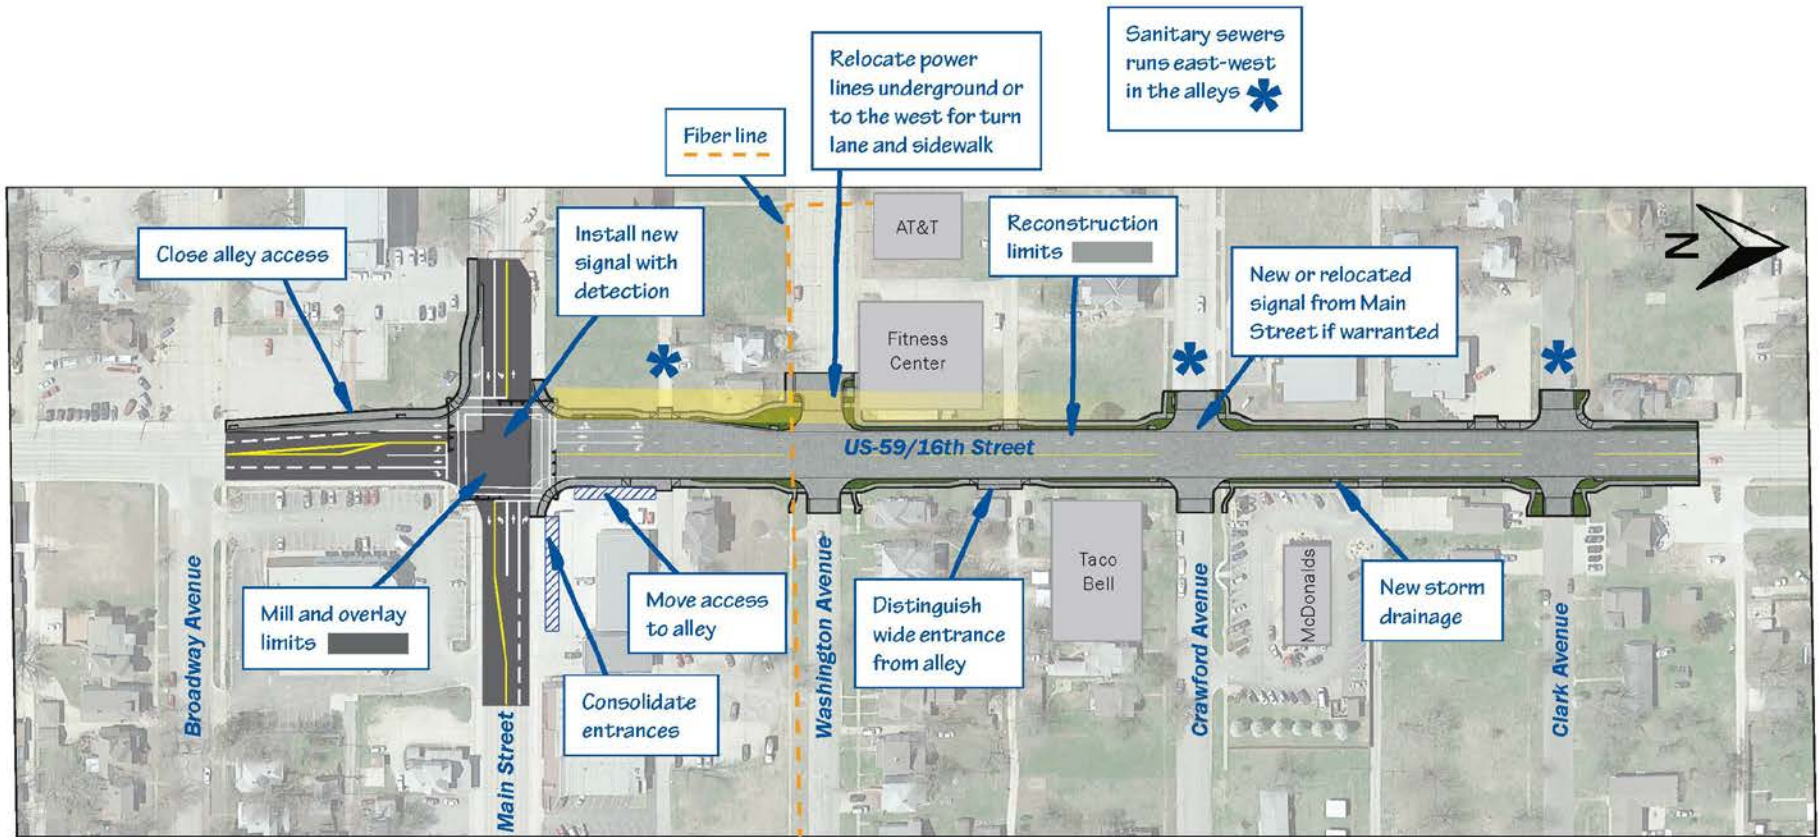 Sanitary sewers
runs east-west
in the alleys *
Relocate power
lines underground or
to the west for turn
lane and sidewalk
Fiber line
Close alley access
Install new
signal with
detection
AT&T
Reconstruction
limits
New or relocated
signal from Main
Street if warranted
N
Fitness
Center
*
*
*
US-59/16th Street
Broadway Avenue
Main Street
Washington Avenue
Crawford Avenue
Clark Avenue
Mill and overlay
limits
Move access
to alley
Consolidate
entrances
Distinguish
wide entrance
from alley
Taco
Bell
McDonalds
New storm
drainage